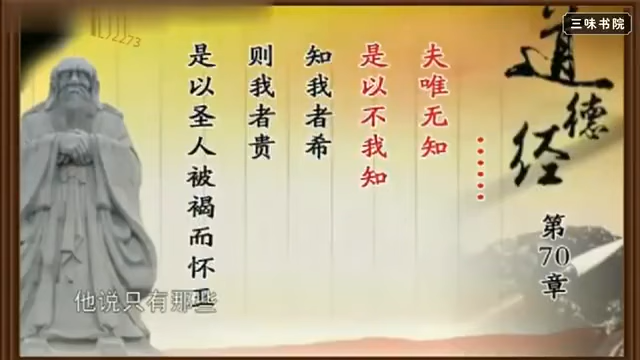 三味书院
道德经
第70章
……
夫唯无知
是以不我知
知我者希
则我者贵
是以圣人被褐而怀玉
他说只有那些